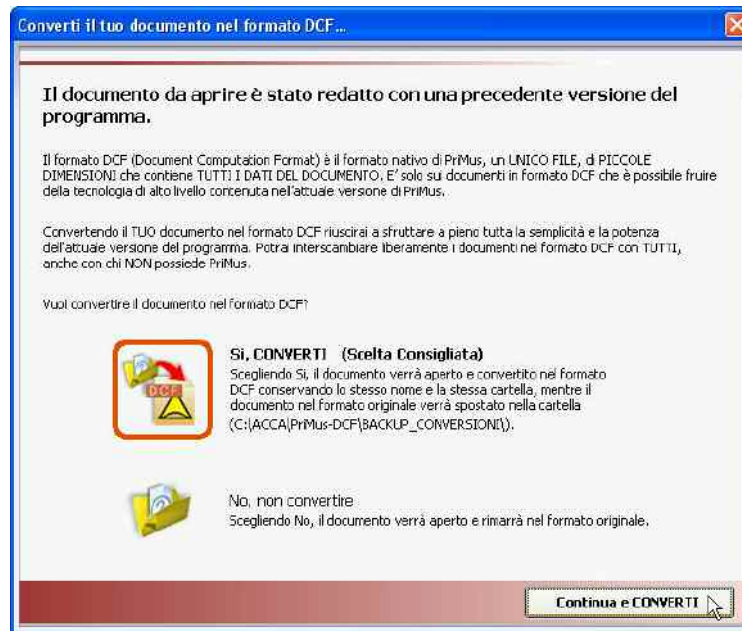 Converti il tuo documento nel formato DCF...
Il documento da aprire è stato redatto con una precedente versione del
programma.
Il formato DCF (Document Computation Format) è il formato nativo di PriMus, un UNICO FILE, di PICCOLE
DIMENSIONI che contiene TUTTI I DATI DEL DOCUMENTO. E' solo sui documenti in formato DCF che è possibile fruire
della tecnologia di alto livello contenuta nell'attuale versione di PriMus.
Convertendo il TUO documento nel formato DCF riuscirai a sfruttare a pieno tutta la semplicità e la potenza
dell'attuale versione del programma. Potrai interscambiare liberamente i documenti nel formato DCF con TUTTI,
anche con chi NON possiede PriMus.
Vuoi convertire il documento nel formato DCF?
DCF
Si, CONVERTI (Scelta Consigliata)
Scegliendo Si, il documento verrà aperto e convertito nel formato
DCF conservando lo stesso nome e la stessa cartella, mentre il
documento nel formato originale verrà spostato nella cartella
(C:\ACCA\PriMus-DCF\BACKUP_CONVERSIONI\).
No, non convertire
Scegliendo No, il documento verrà aperto e rimarrà nel formato originale.
Continua e CONVERTI